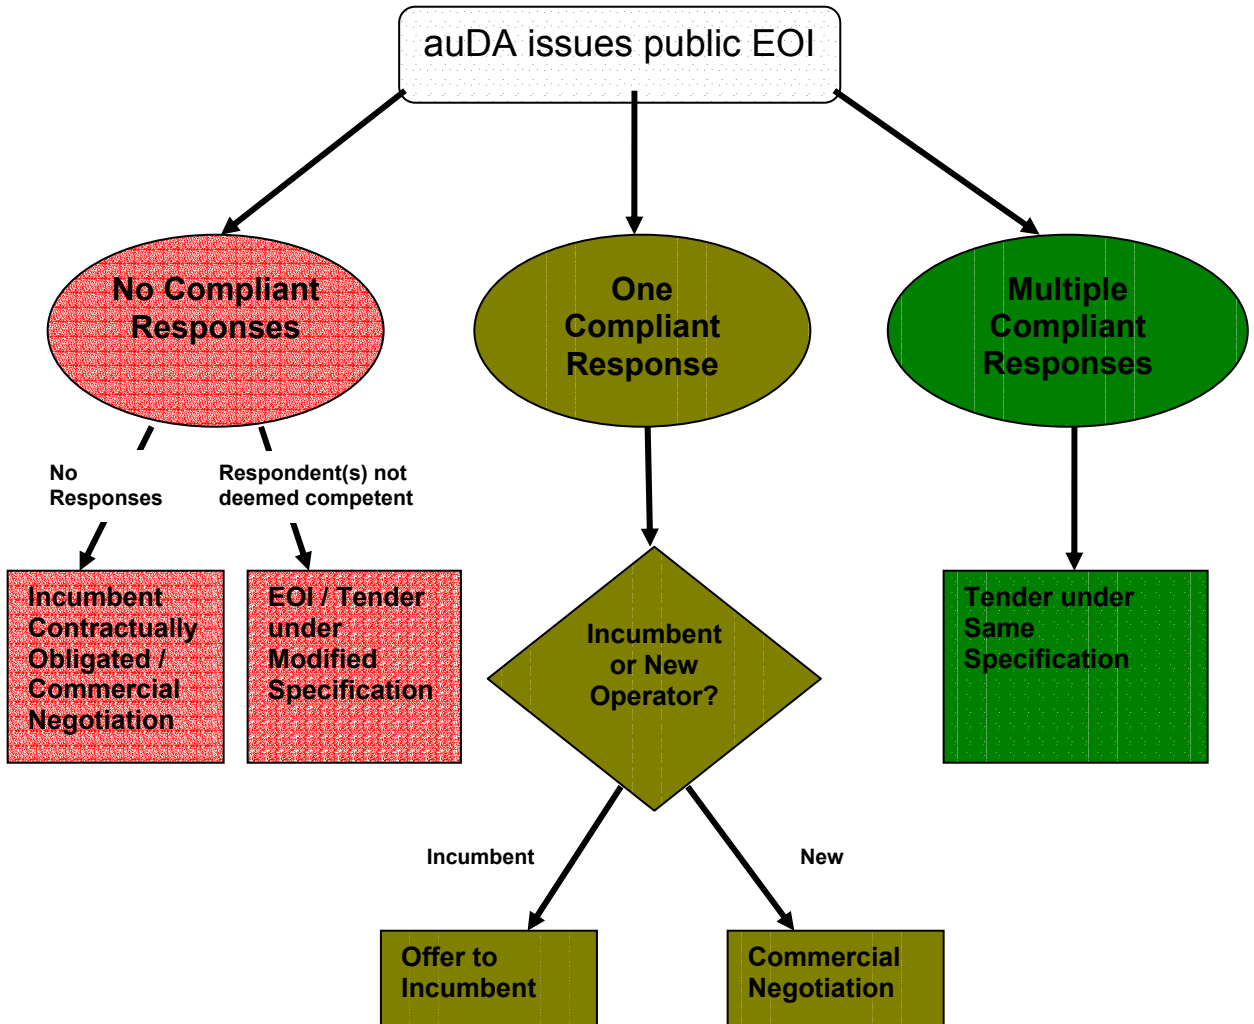 auDA issues public EOI
No Compliant
Responses
One
Compliant
Response
Multiple
Compliant
Responses
No
Responses
Respondent(s) not
deemed competent
Incumbent
Contractually
Obligated /
Commercial
Negotiation
EOI / Tender
under
Modified
Specification
Incumbent
or New
Operator?
Tender under
Same
Specification
Incumbent
New
Offer to
Incumbent
Commercial
Negotiation